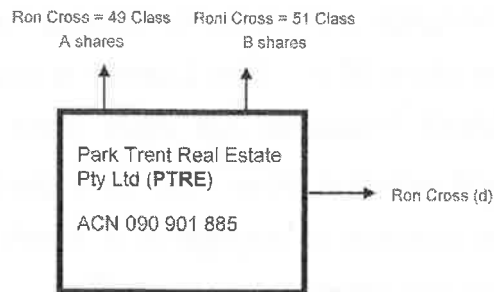 Ron Cross = 49 Class
A shares
Roni Cross = 51 Class
B shares
Park Trent Real Estate
Pty Ltd (PTRE)
ACN 090 901 885
Ron Cross (d)